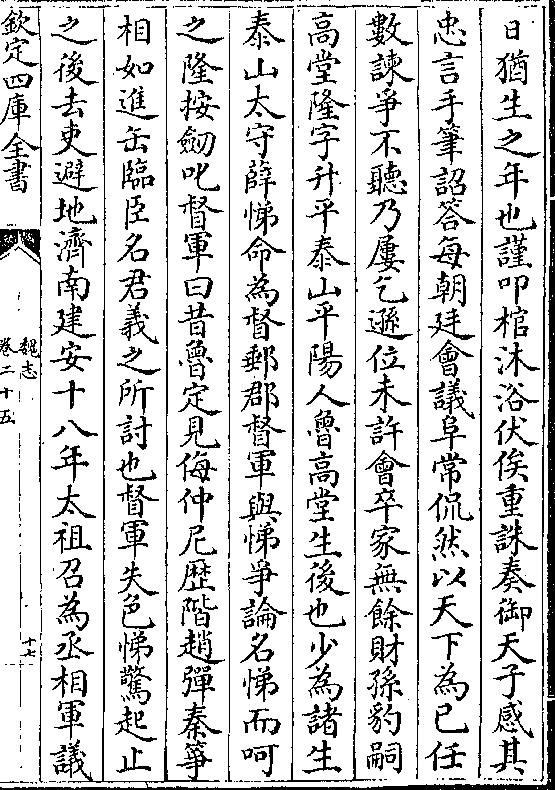 日猶生之年也謹叩棺沐浴伏俟重誅奏御天子感其
忠言手筆詔答每朝廷會議阜常侃然以天下為已任
數諫爭不聽乃屢乞遜位未許會卒家無餘財孫豹嗣
高堂隆字升平泰山平陽人魯高堂生後也少為諸生
泰山太守薛悌命為督郵郡督軍與悌爭論名悌而呵
之隆按劒叱督軍曰昔魯定見侮仲尼歴階趙彈秦箏
相如進缶臨臣名君義之所討也督軍失色悌驚起止
之後去吏避地濟南建安十八年太祖召為丞相軍議
欽定四庫全書
魏志
卷二十五
十七